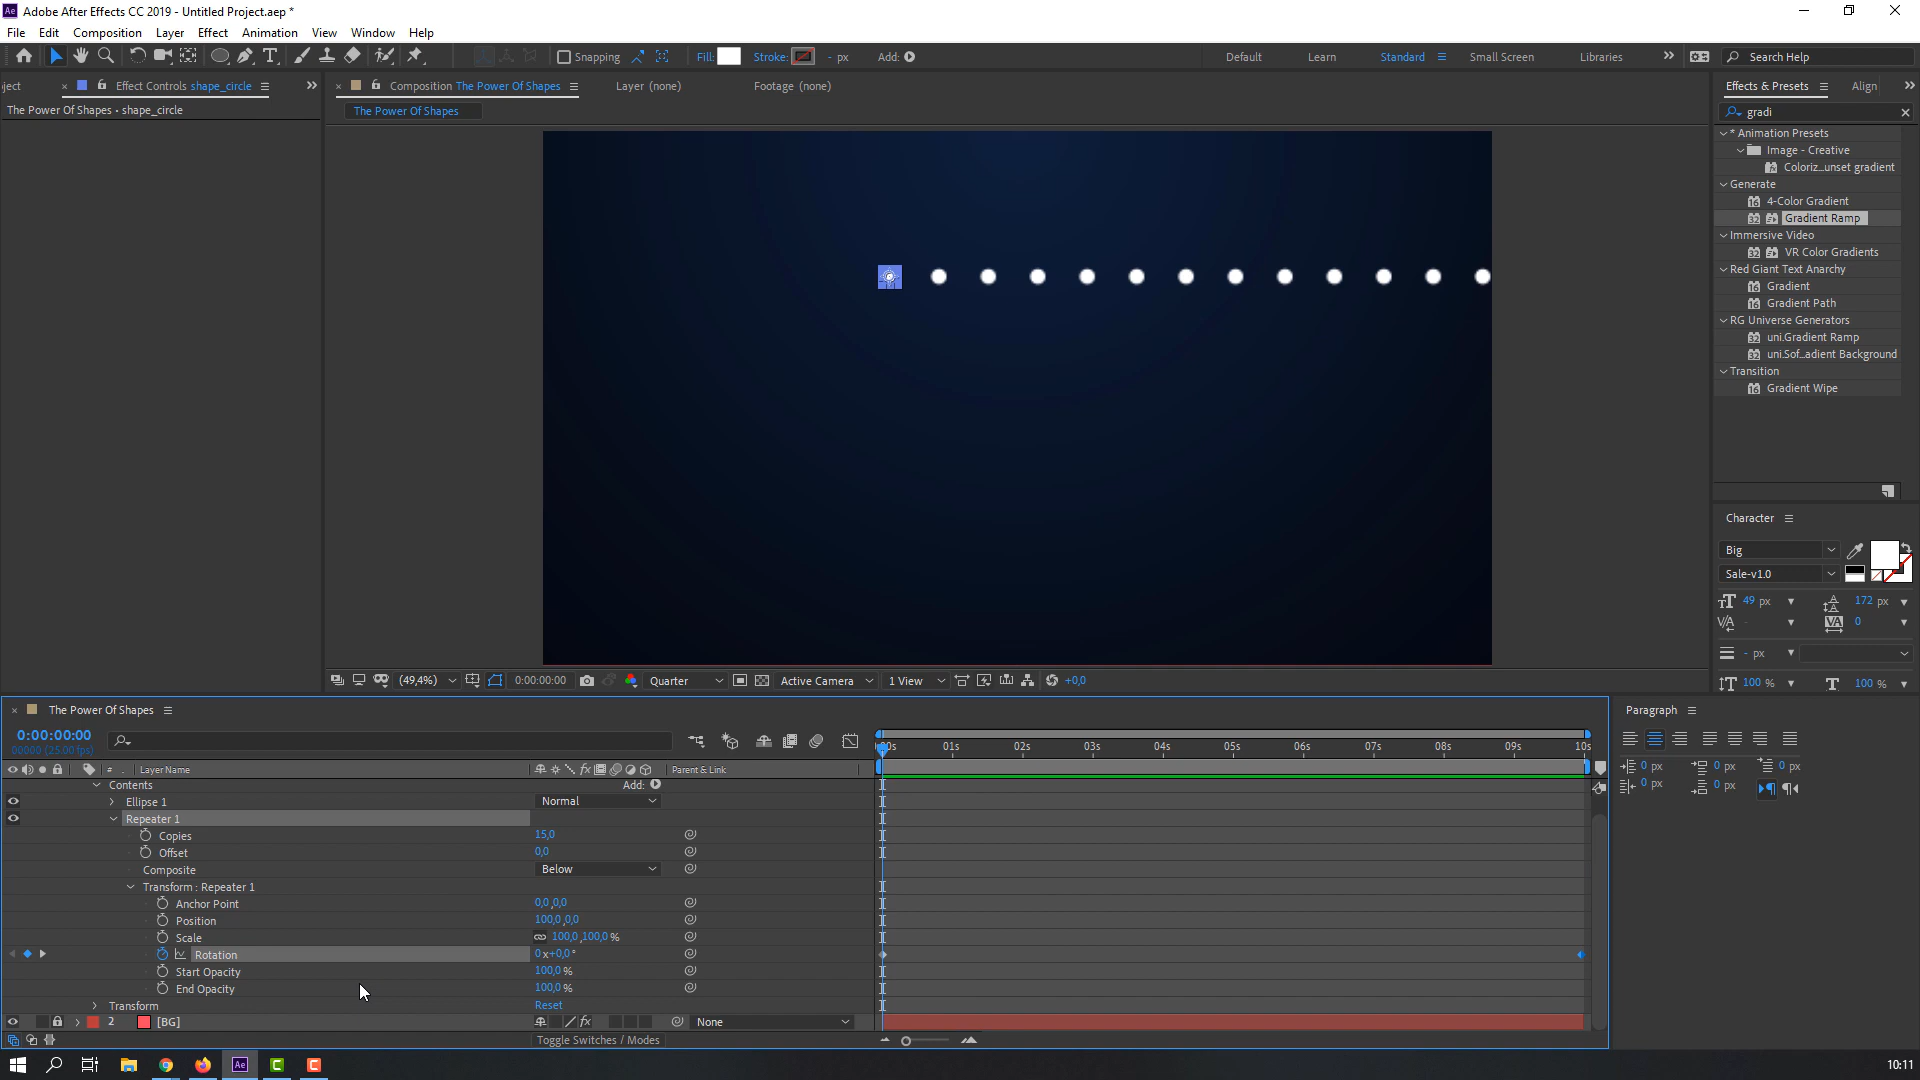 Adobe After Effects CC 2019 - Untitled Project.aep *
File Edit Composition Layer Effect Animation View Window Help
Snapping Fill: Stroke: - px Add: Default Learn Standard Small Screen Libraries Search Help
ject Effect Controls shape_circle Composition The Power Of Shapes Layer (none) Footage (none) Effects & Presets Align
The Power Of Shapes • shape_circle The Power Of Shapes gradi
* Animation Presets
Image - Creative
Coloriz...unset gradient
Generate
4-Color Gradient
Gradient Ramp
Immersive Video
VR Color Gradients
Red Giant Text Anarchy
Gradient
Gradient Path
RG Universe Generators
uni.Gradient Ramp
uni.Sof...adient Background
Transition
Gradient Wipe
Character
Big
Sale-v1.0
49 px 172 px
- 0
- px
100 % 100 %
(49,4%) 0:00:00:00 Quarter Active Camera 1 View +0,0
The Power Of Shapes
0:00:00:00
00000 (25.00 fps)
00s 01s 02s 03s 04s 05s 06s 07s 08s 09s 10s
# Layer Name fx Parent & Link
Contents Add:
Ellipse 1 Normal
Repeater 1
Copies 15,0
Offset 0,0
Composite Below
Transform : Repeater 1
Anchor Point 0,0,0,0
Position 100,0,0,0
Scale 100,0,100,0 %
Rotation 0x+0,0°
Start Opacity 100,0 %
End Opacity 100,0 %
Transform Reset
2 [BG] fx None
Toggle Switches / Modes
Paragraph
0 px 0 px 0 px
0 px 0 px
10:11